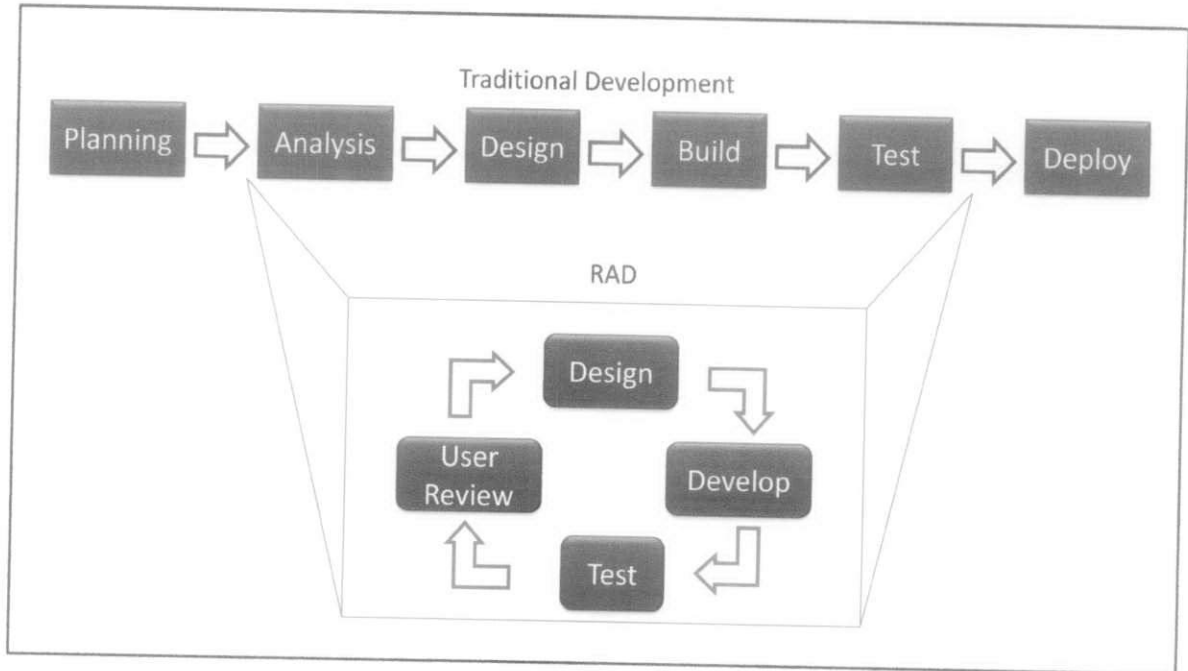 Traditional Development
Planning
Analysis
Design
Build
Test
Deploy
RAD
Design
User
Review
Develop
Test